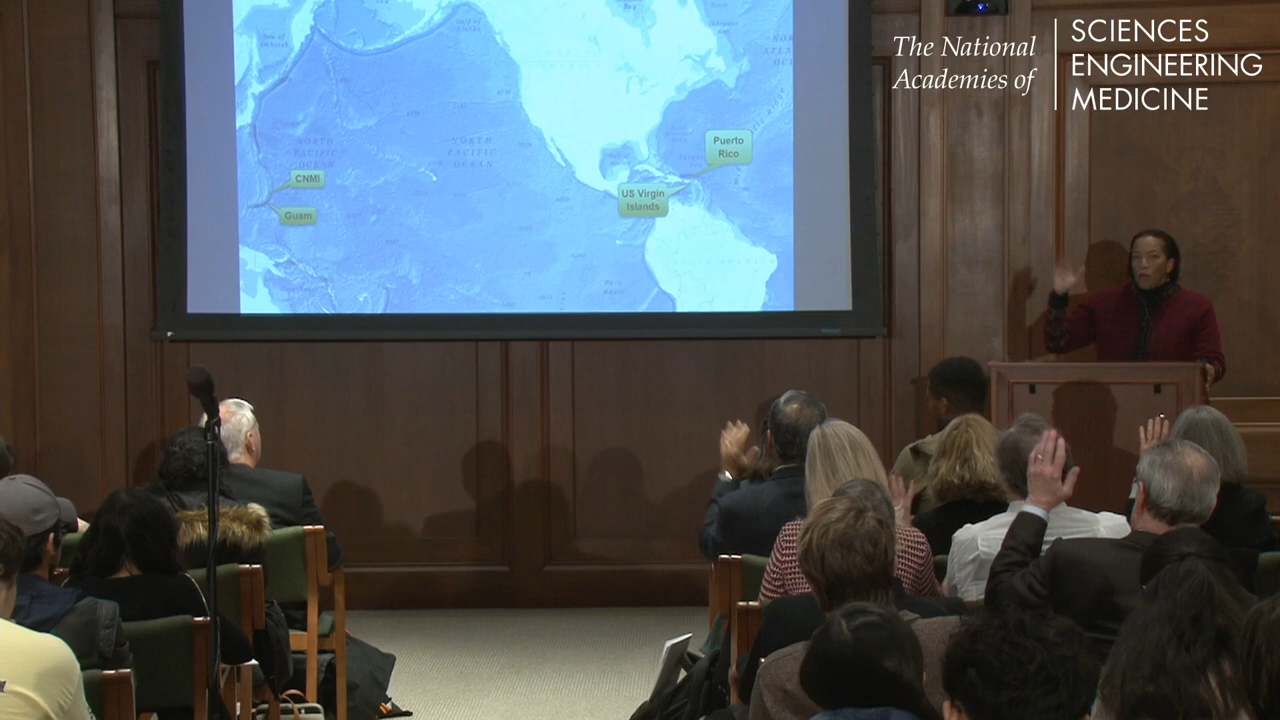 The National
Academies of
SCIENCES
ENGINEERING
MEDICINE
Puerto
Rico
US Virgin
Islands
CNMI
Guam
NORTH
PACIFIC
OCEAN
NORTH
PACIFIC
OCEAN